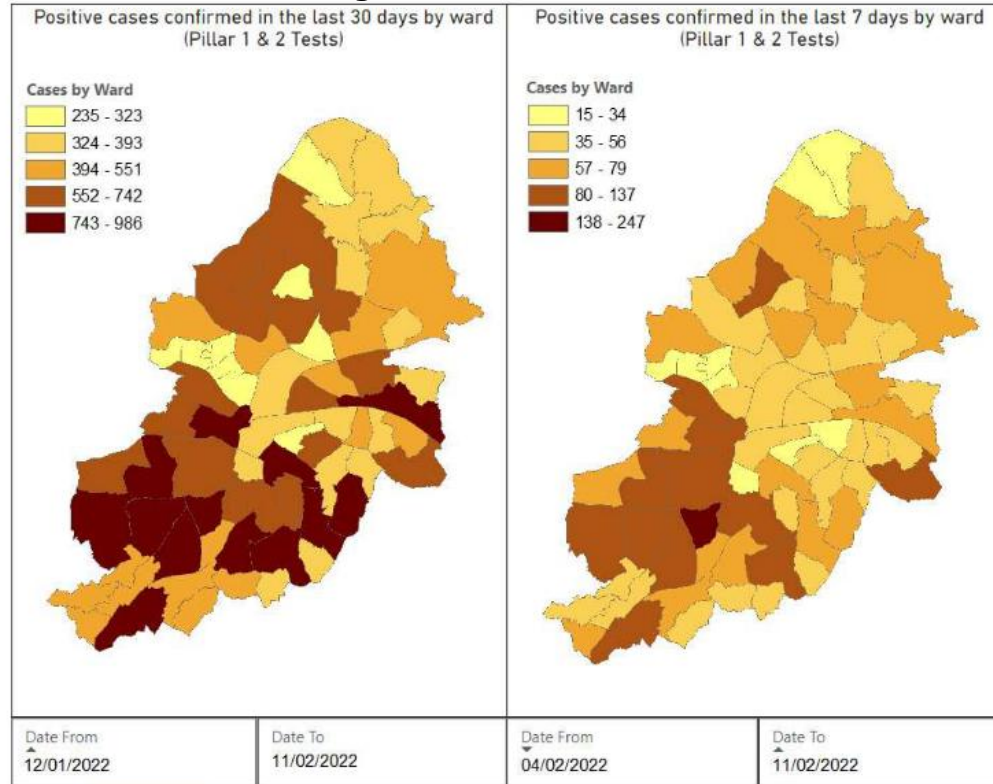 Positive cases confirmed in the last 30 days by ward
(Pillar 1 & 2 Tests)
Cases by Ward
235 - 323
324 - 393
394 - 551
552 - 742
743 - 986
Date From
12/01/2022
Date To
11/02/2022
Positive cases confirmed in the last 7 days by ward
(Pillar 1 & 2 Tests)
Cases by Ward
15 - 34
35 - 56
57 - 79
80 - 137
138 - 247
Date From
04/02/2022
Date To
11/02/2022